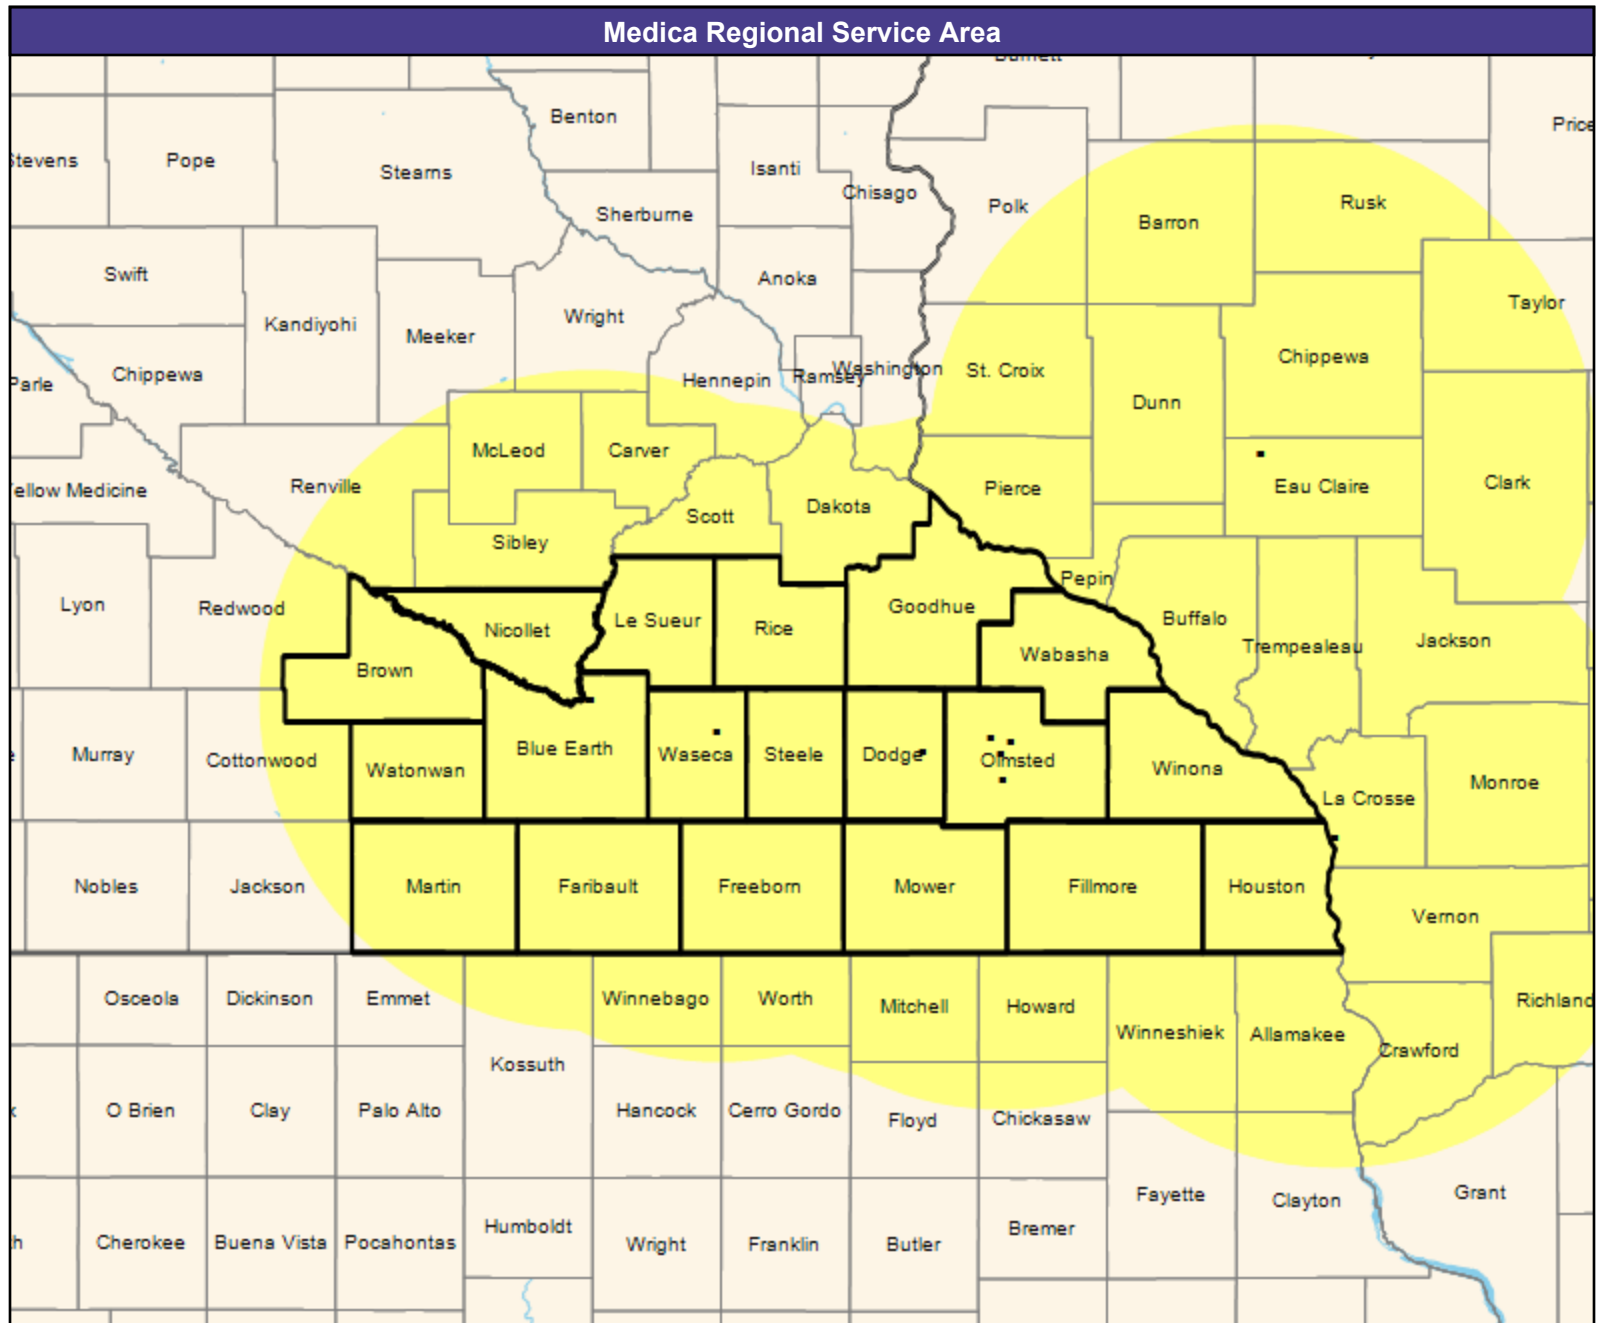 Medica Regional Service Area
Benton
Price
Stevens
Pope
Stearns
Isanti
Chisago
Sherburne
Polk
Barron
Rusk
Swift
Anoka
Taylor
Kandiyohi
Wright
Meeker
Chippewa
Hennepin
Ramsey
Washington
St. Croix
Chippewa
Parle
Dunn
McLeod
Carver
Renville
Yellow Medicine
Scott
Dakota
Pierce
Eau Claire
Clark
Sibley
Lyon
Redwood
Nicollet
Le Sueur
Rice
Goodhue
Pepin
Buffalo
Trempealeau
Jackson
Brown
Wabasha
Murray
Cottonwood
Watonwan
Blue Earth
Waseca
Steele
Dodge
Olmsted
Winona
La Crosse
Monroe
Nobles
Jackson
Martin
Faribault
Freeborn
Mower
Fillmore
Houston
Vernon
Osceola
Dickinson
Emmet
Winnebago
Worth
Mitchell
Howard
Winneshiek
Allamakee
Crawford
Richland
Kossuth
O Brien
Clay
Palo Alto
Hancock
Cerro Gordo
Floyd
Chickasaw
Fayette
Clayton
Grant
Cherokee
Buena Vista
Pocahontas
Humboldt
Wright
Franklin
Butler
Bremer